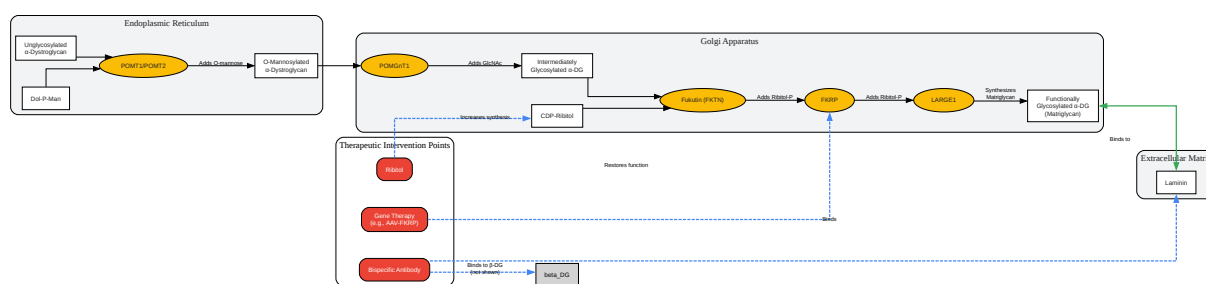 Endoplasmic Reticulum
Unglycosylated
α-Dystroglycan
Dol-P-Man
POMT1/POMT2
Adds O-mannose
O-Mannosylated
α-Dystroglycan
Golgi Apparatus
POMGnT1
Adds GlcNAc
Intermediately
Glycosylated α-DG
CDP-Ribitol
Fukutin (FKTN)
Adds Ribitol-P
FKRP
Adds Ribitol-P
LARGE1
Synthesizes
Matriglycan
Functionally
Glycosylated α-DG
(Matriglycan)
Binds to
Extracellular Matri
Laminin
Increases synthesis
Therapeutic Intervention Points
Ribitol
Restores function
Gene Therapy
(e.g., AAV-FKRP)
Binds
Bispecific Antibody
Binds to β-DG
(not shown)
beta_DG